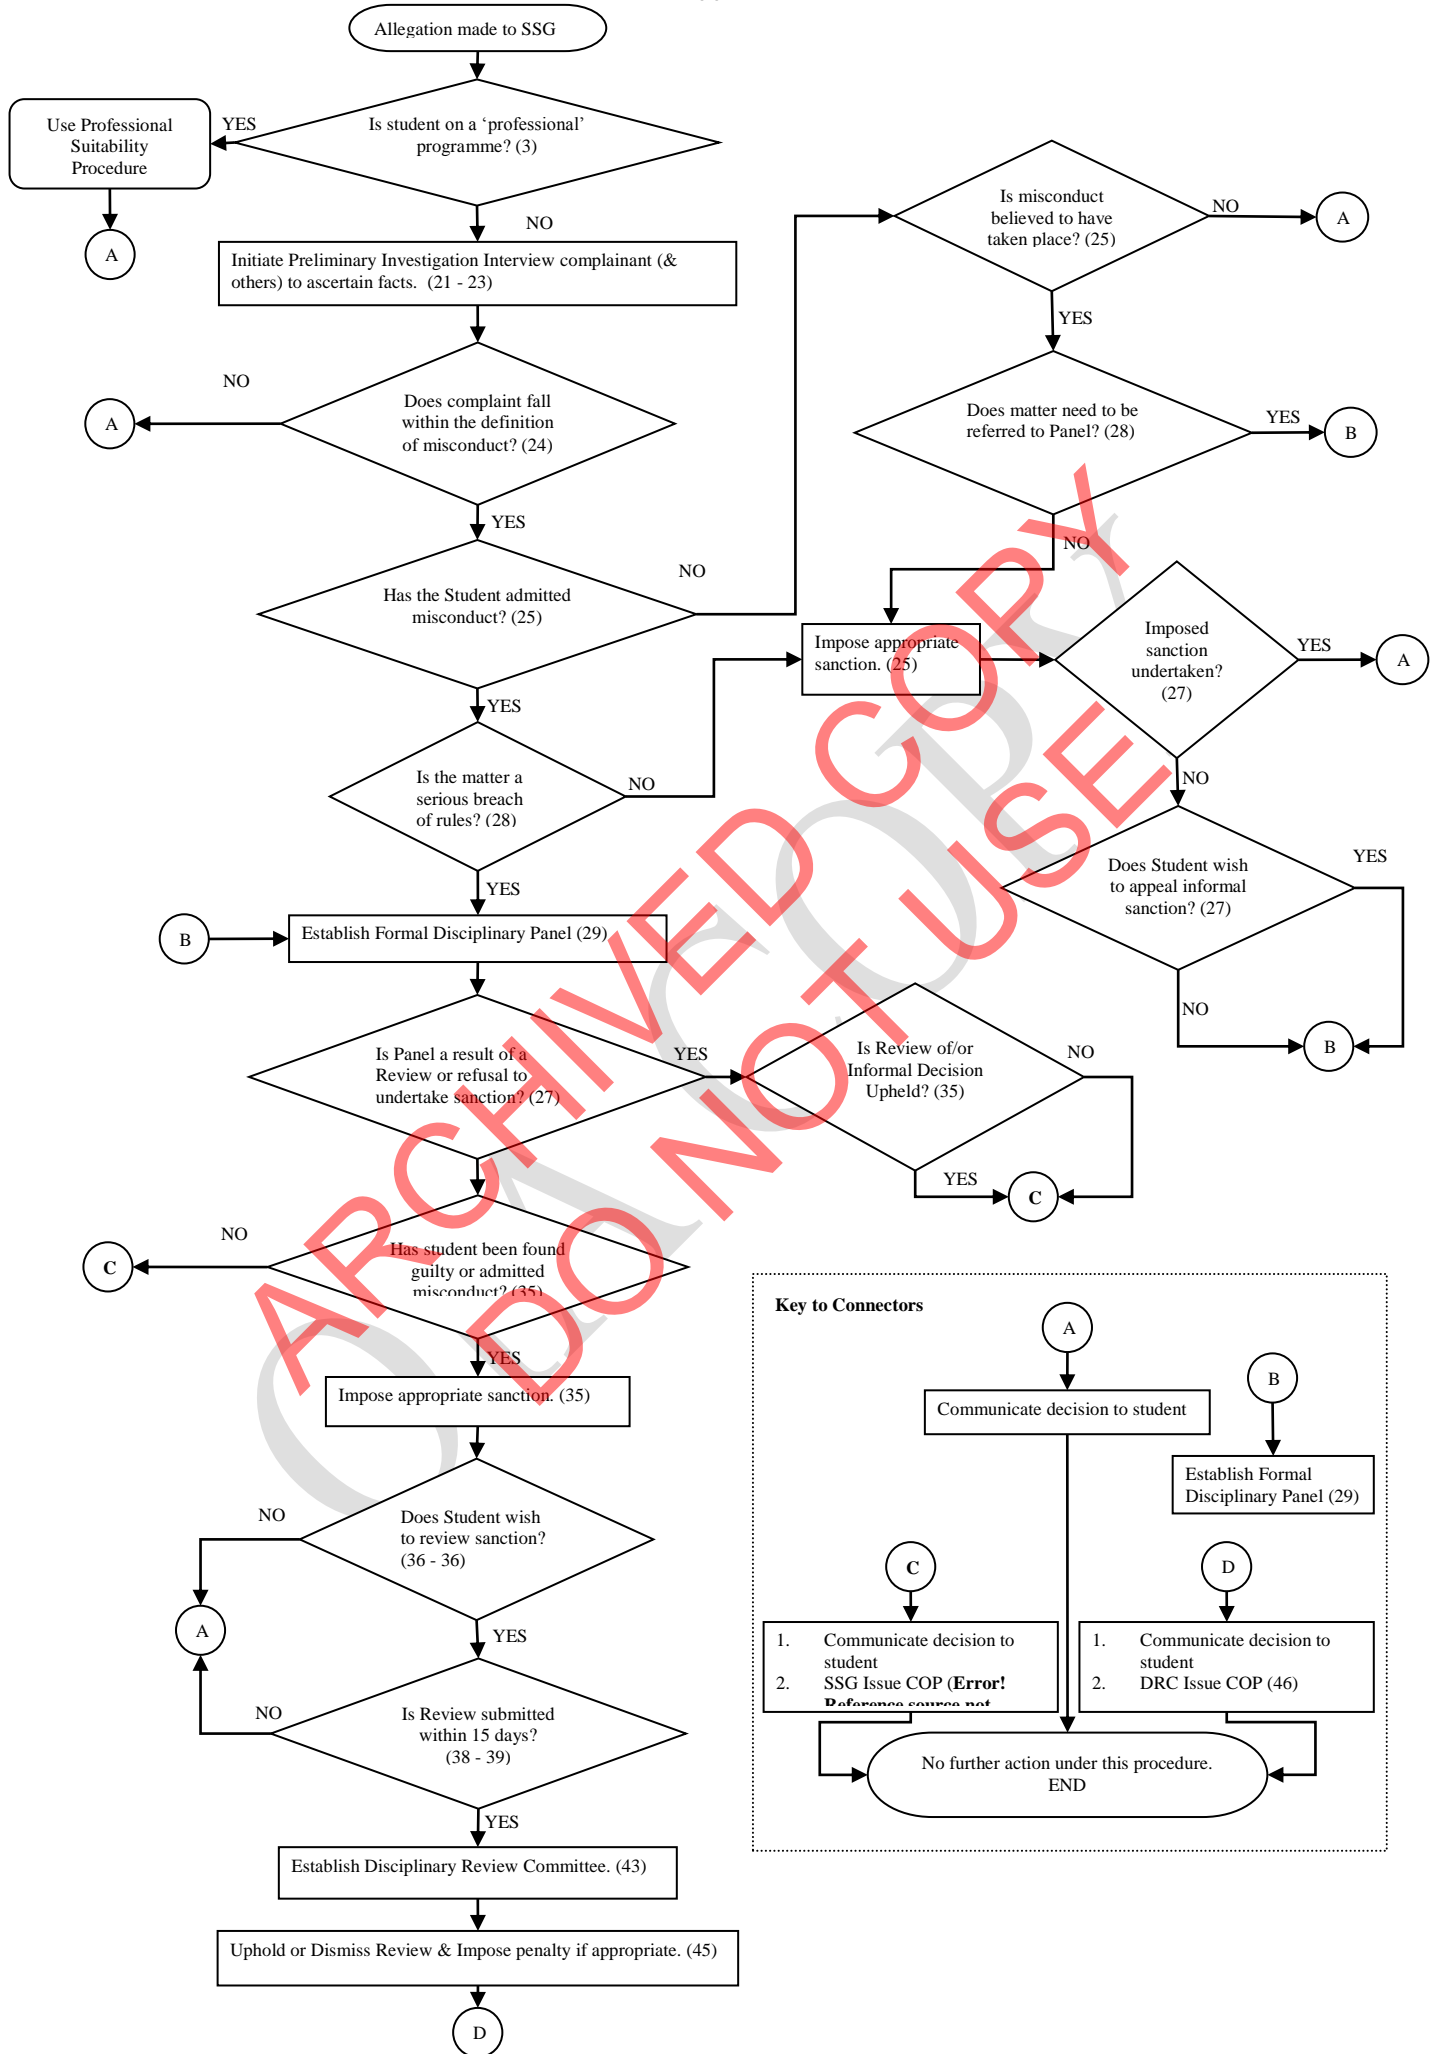 Allegation made to SSG
Is student on a ‘professional’
programme? (3)
YES
Use Professional
Suitability
Procedure
A
NO
Initiate Preliminary Investigation Interview complainant (&
others) to ascertain facts. (21 - 23)
NO
A
Does complaint fall
within the definition
of misconduct? (24)
YES
Has the Student admitted
misconduct? (25)
NO
YES
Is the matter a
serious breach
of rules? (28)
NO
YES
B
Establish Formal Disciplinary Panel (29)
Is Panel a result of a
Review or refusal to
undertake sanction? (27)
YES
Is Review of/or
Informal Decision
Upheld? (35)
NO
YES
C
Has student been found
guilty or admitted
misconduct? (35)
NO
C
YES
Impose appropriate sanction. (35)
Does Student wish
to review sanction?
(36 - 36)
NO
A
YES
Is Review submitted
within 15 days?
(38 - 39)
NO
YES
Establish Disciplinary Review Committee. (43)
Uphold or Dismiss Review & Impose penalty if appropriate. (45)
D
Is misconduct
believed to have
taken place? (25)
NO
A
YES
Does matter need to be
referred to Panel? (28)
YES
B
NO
Impose appropriate
sanction. (25)
Imposed
sanction
undertaken?
(27)
YES
A
NO
Does Student wish
to appeal informal
sanction? (27)
YES
NO
B
Key to Connectors
A
Communicate decision to student
B
Establish Formal
Disciplinary Panel (29)
C
1. Communicate decision to
student
2. SSG Issue COP (Error!
Reference source not
D
1. Communicate decision to
student
2. DRC Issue COP (46)
No further action under this procedure.
END
ARCHIVED COPY
DO NOT USE